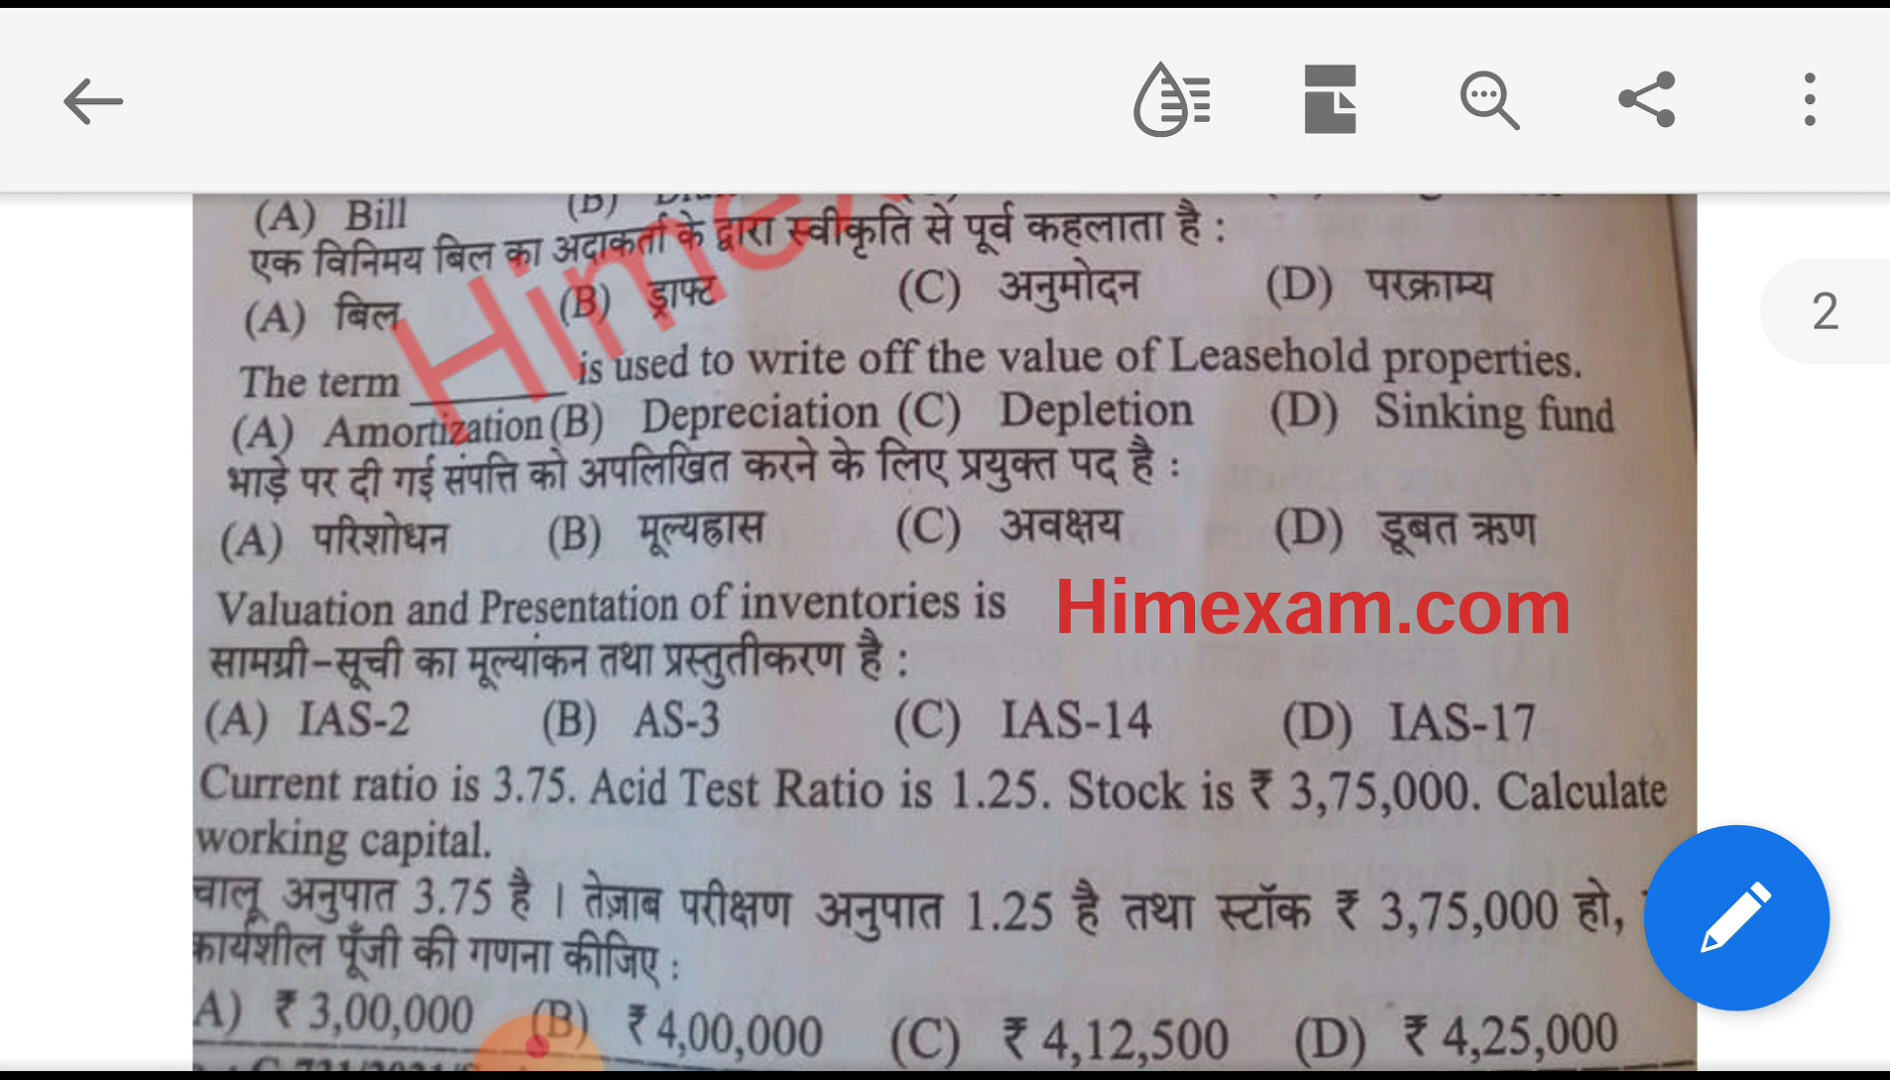 2
(A) Bill (B)
एक विनिमय बिल का अदाकर्ता के द्वारा स्वीकृति से पूर्व कहलाता है :
(A) बिल (B) ड्राफ्ट (C) अनुमोदन (D) परक्राम्य
The term ______ is used to write off the value of Leasehold properties.
(A) Amortization (B) Depreciation (C) Depletion (D) Sinking fund
भाड़े पर दी गई संपत्ति को अपलिखित करने के लिए प्रयुक्त पद है :
(A) परिशोधन (B) मूल्यह्रास (C) अवक्षय (D) डूबत ऋण
Valuation and Presentation of inventories is
Himexam.com
सामग्री-सूची का मूल्यांकन तथा प्रस्तुतीकरण है :
(A) IAS-2 (B) AS-3 (C) IAS-14 (D) IAS-17
Current ratio is 3.75. Acid Test Ratio is 1.25. Stock is ₹ 3,75,000. Calculate
working capital.
चालू अनुपात 3.75 है । तेज़ाब परीक्षण अनुपात 1.25 है तथा स्टॉक ₹ 3,75,000 हो,
कार्यशील पूँजी की गणना कीजिए :
A) ₹ 3,00,000 (B) ₹ 4,00,000 (C) ₹ 4,12,500 (D) ₹ 4,25,000